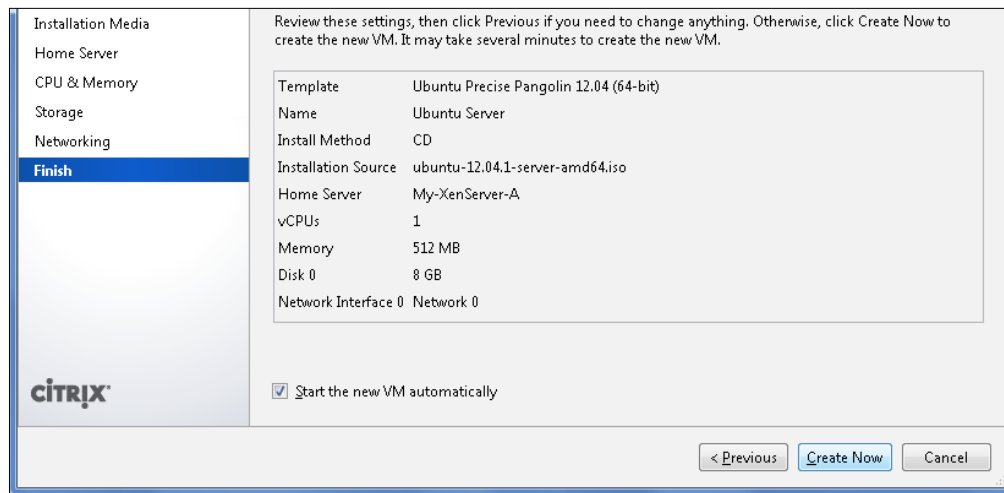 Installation Media
Home Server
CPU & Memory
Storage
Networking
Finish
CITRIX
Review these settings, then click Previous if you need to change anything. Otherwise, click Create Now to
create the new VM. It may take several minutes to create the new VM.
Template Ubuntu Precise Pangolin 12.04 (64-bit)
Name Ubuntu Server
Install Method CD
Installation Source ubuntu-12.04.1-server-amd64.iso
Home Server My-XenServer-A
vCPUs 1
Memory 512 MB
Disk 0 8 GB
Network Interface 0 Network 0
Start the new VM automatically
< Previous Create Now Cancel